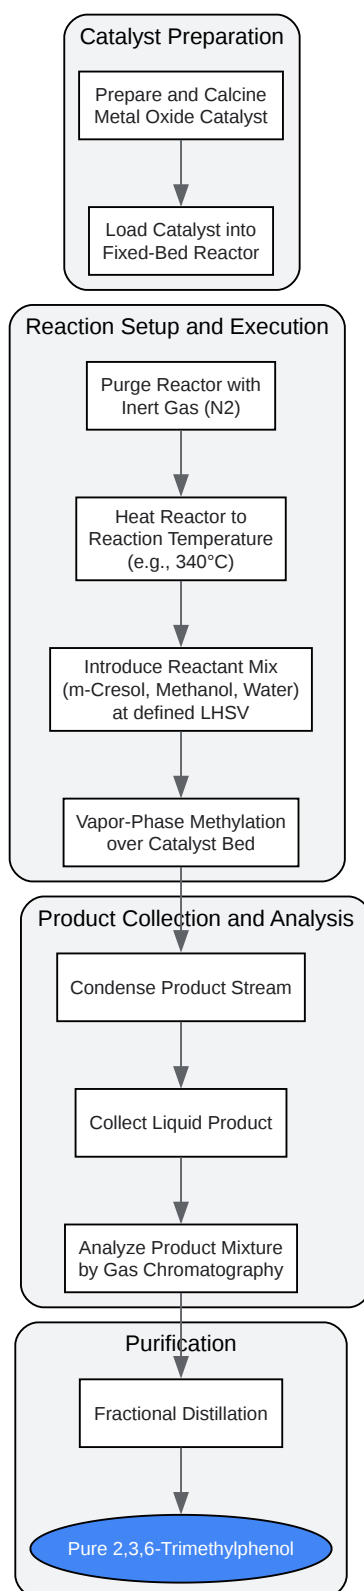 Catalyst Preparation
Prepare and Calcine
Metal Oxide Catalyst
Load Catalyst into
Fixed-Bed Reactor
Reaction Setup and Execution
Purge Reactor with
Inert Gas (N2)
Heat Reactor to
Reaction Temperature
(e.g., 340°C)
Introduce Reactant Mix
(m-Cresol, Methanol, Water)
at defined LHSV
Vapor-Phase Methylation
over Catalyst Bed
Product Collection and Analysis
Condense Product Stream
Collect Liquid Product
Analyze Product Mixture
by Gas Chromatography
Purification
Fractional Distillation
Pure 2,3,6-Trimethylphenol